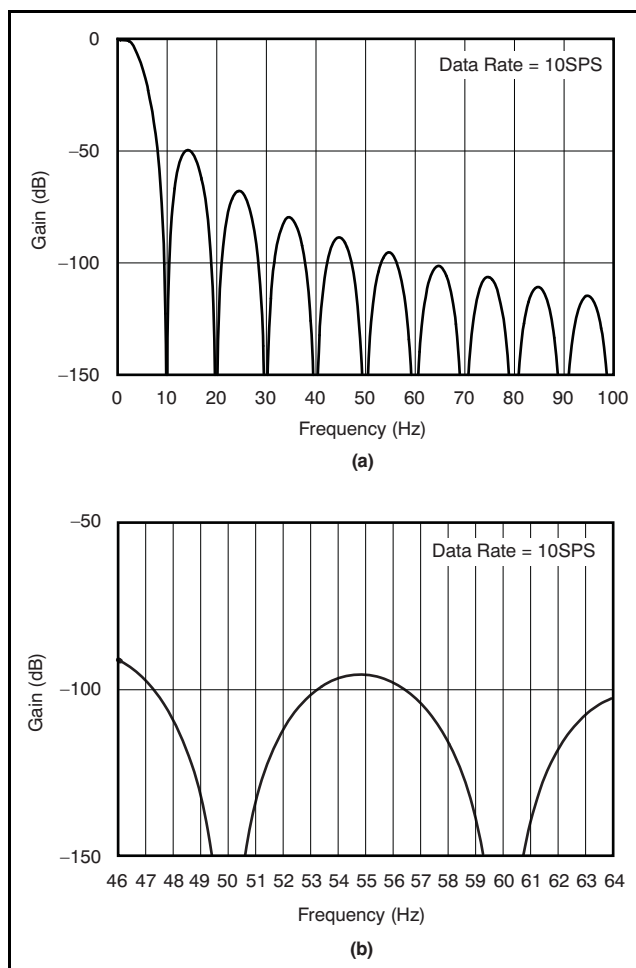 0
Data Rate = 10SPS
−50
Gain (dB)
−100
−150
0 10 20 30 40 50 60 70 80 90 100
Frequency (Hz)
(a)
−50
Data Rate = 10SPS
Gain (dB)
−100
−150
46 47 48 49 50 51 52 53 54 55 56 57 58 59 60 61 62 63 64
Frequency (Hz)
(b)